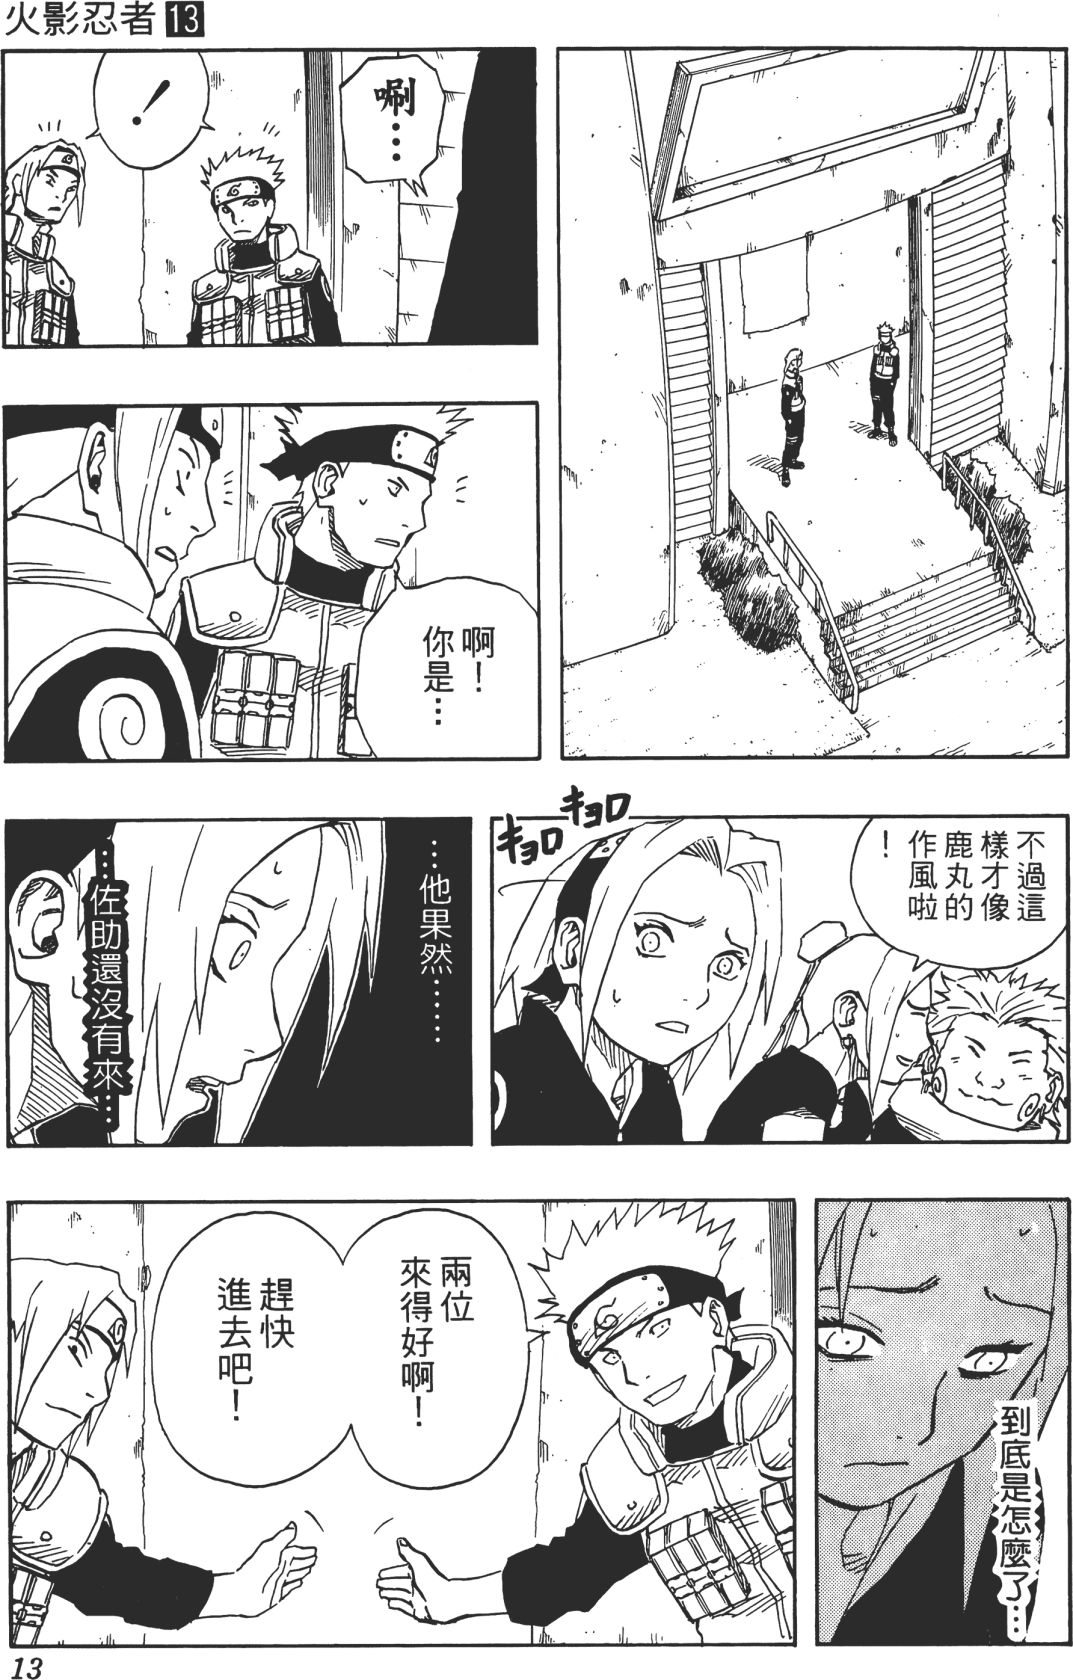 火影忍者13
唰…
！
啊！
你是…
不過這
樣才像
鹿丸的
作風啦
！
キョロ
キョロ
…他果然……
…佐助還沒有來…
到底是怎麼了…
兩位
來得好啊！
趕快
進去吧！
13